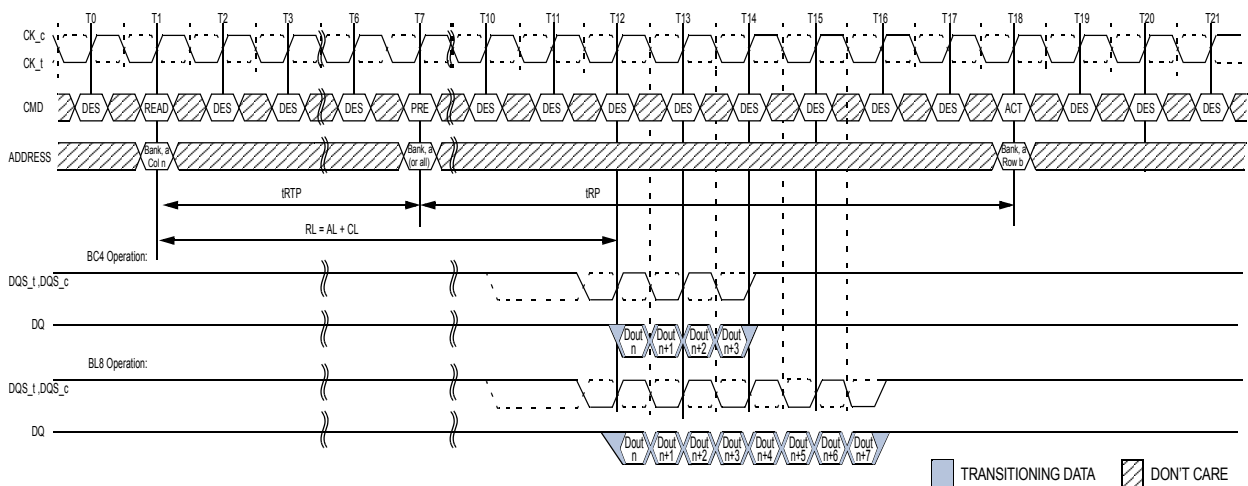 T0 T1 T2 T3 T6 T7 T10 T11 T12 T13 T14 T15 T16 T17 T18 T19 T20 T21
CK_c
CK_t
CMD DES READ DES DES DES PRE DES DES DES DES DES DES DES DES ACT DES DES DES
ADDRESS Bank, a Bank, a Bank, a
Col n (or all) Row b
tRTP tRP
RL = AL + CL
BC4 Operation:
DQS_t ,DQS_c
DQ Dout Dout Dout Dout
n n+1 n+2 n+3
BL8 Operation:
DQS_t ,DQS_c
DQ Dout Dout Dout Dout Dout Dout Dout Dout
n n+1 n+2 n+3 n+4 n+5 n+6 n+7
TRANSITIONING DATA DON'T CARE